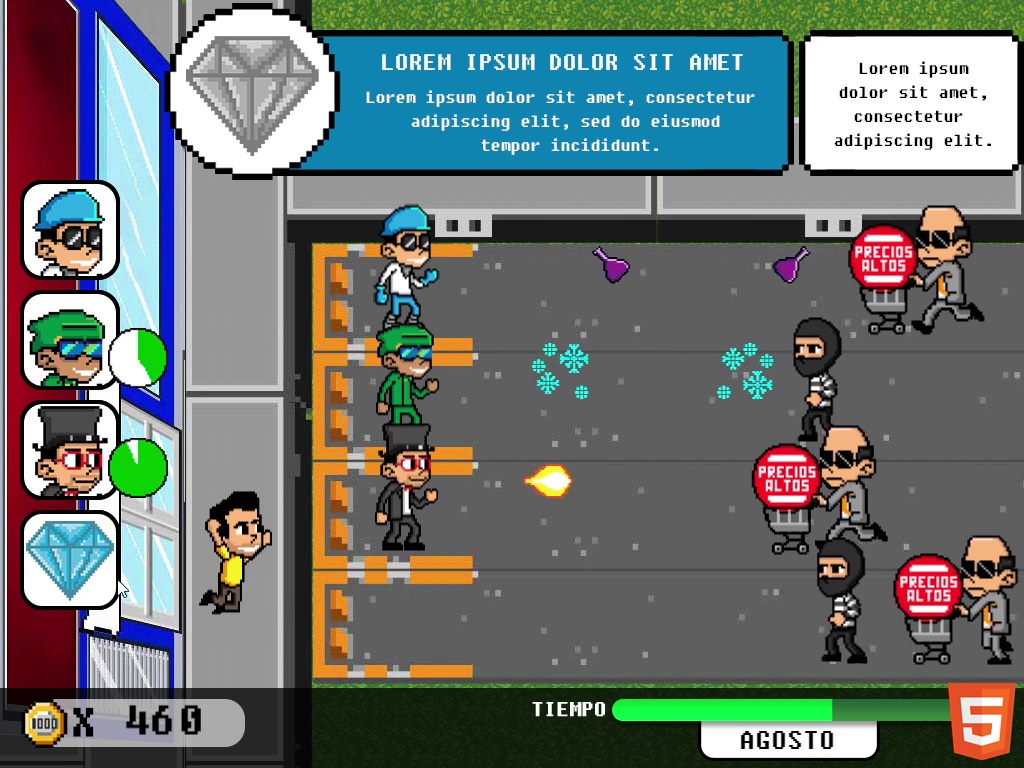 LOREM IPSUM DOLOR SIT AMET
Lorem ipsum dolor sit amet, consectetur
adipiscing elit, sed do eiusmod
tempor incididunt.
Lorem ipsum
dolor sit amet,
consectetur
adipiscing elit.
PRECIOS
ALTOS
PRECIOS
ALTOS
PRECIOS
ALTOS
1000 X 460
TIEMPO
AGOSTO
5